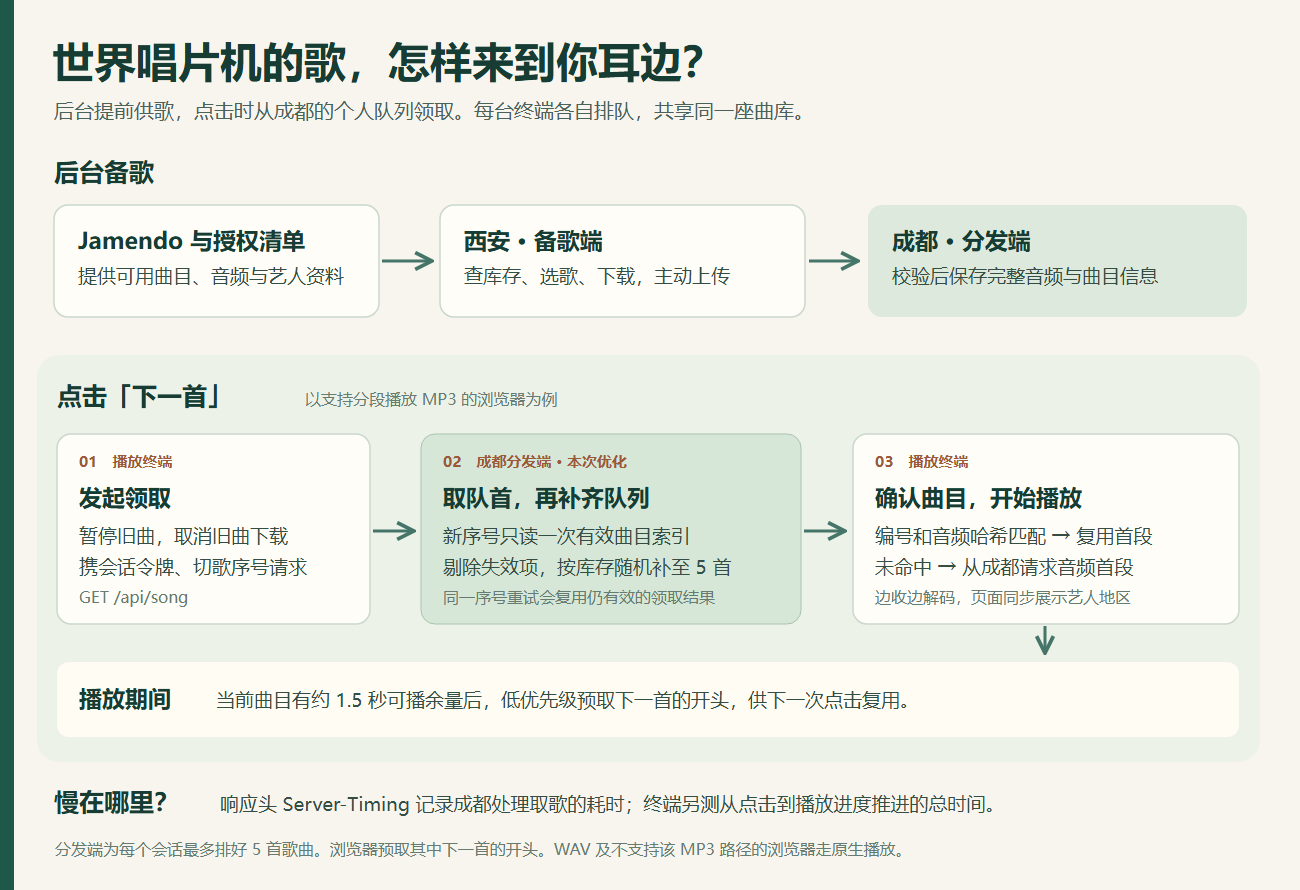 世界唱片机的歌，怎样来到你耳边？
后台提前供歌，点击时从成都的个人队列领取。每台终端各自排队，共享同一座曲库。
后台备歌
Jamendo 与授权清单
提供可用曲目、音频与艺人资料
西安・备歌端
查库存、选歌、下载，主动上传
成都・分发端
校验后保存完整音频与曲目信息
点击「下一首」
以支持分段播放 MP3 的浏览器为例
01 播放终端
发起领取
暂停旧曲，取消旧曲下载
携会话令牌、切歌序号请求
GET /api/song
02 成都分发端・本次优化
取队首，再补齐队列
新序号只读一次有效曲目索引
剔除失效项，按库存随机补至 5 首
同一序号重试会复用仍有效的领取结果
03 播放终端
确认曲目，开始播放
编号和音频哈希匹配 → 复用首段
未命中 → 从成都请求音频首段
边收边解码，页面同步展示艺人地区
播放期间
当前曲目有约 1.5 秒可播余量后，低优先级预取下一首的开头，供下一次点击复用。
慢在哪里？
响应头 Server-Timing 记录成都处理取歌的耗时；终端另测从点击到播放进度推进的总时间。
分发端为每个会话最多排好 5 首歌曲。浏览器预取其中下一首的开头。WAV 及不支持该 MP3 路径的浏览器走原生播放。